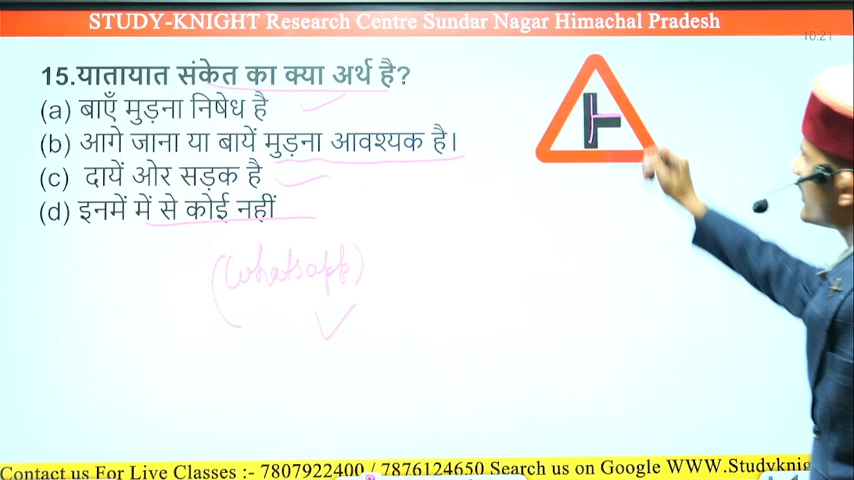 STUDY-KNIGHT Research Centre Sundar Nagar Himachal Pradesh
10:21
15.यातायात संकेत का क्या अर्थ है?
(a) बाएँ मुड़ना निषेध है
(b) आगे जाना या बायें मुड़ना आवश्यक है।
(c) दायें ओर सड़क है
(d) इनमें में से कोई नहीं
(whatsapp)
Contact us For Live Classes :- 7807922400 / 7876124650 Search us on Google WWW.Studyknig